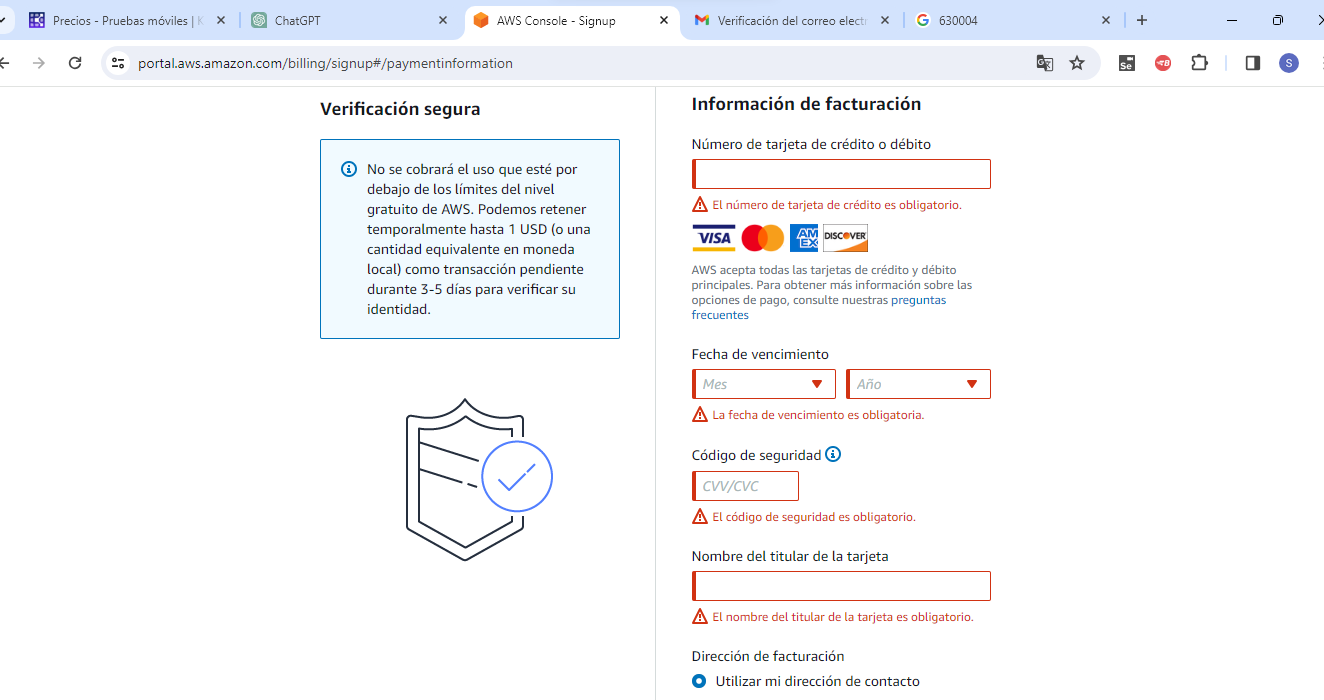 Precios - Pruebas móviles | K
ChatGPT
AWS Console - Signup
Verificación del correo elect
630004
portal.aws.amazon.com/billing/signup#/paymentinformation
Se
S
Verificación segura
No se cobrará el uso que esté por
debajo de los límites del nivel
gratuito de AWS. Podemos retener
temporalmente hasta 1 USD (o una
cantidad equivalente en moneda
local) como transacción pendiente
durante 3-5 días para verificar su
identidad.
Información de facturación
Número de tarjeta de crédito o débito
El número de tarjeta de crédito es obligatorio.
VISA
AM
EX
DISCOVER
AWS acepta todas las tarjetas de crédito y débito
principales. Para obtener más información sobre las
opciones de pago, consulte nuestras preguntas
frecuentes
Fecha de vencimiento
Mes
Año
La fecha de vencimiento es obligatoria.
Código de seguridad
CVV/CVC
El código de seguridad es obligatorio.
Nombre del titular de la tarjeta
El nombre del titular de la tarjeta es obligatorio.
Dirección de facturación
Utilizar mi dirección de contacto